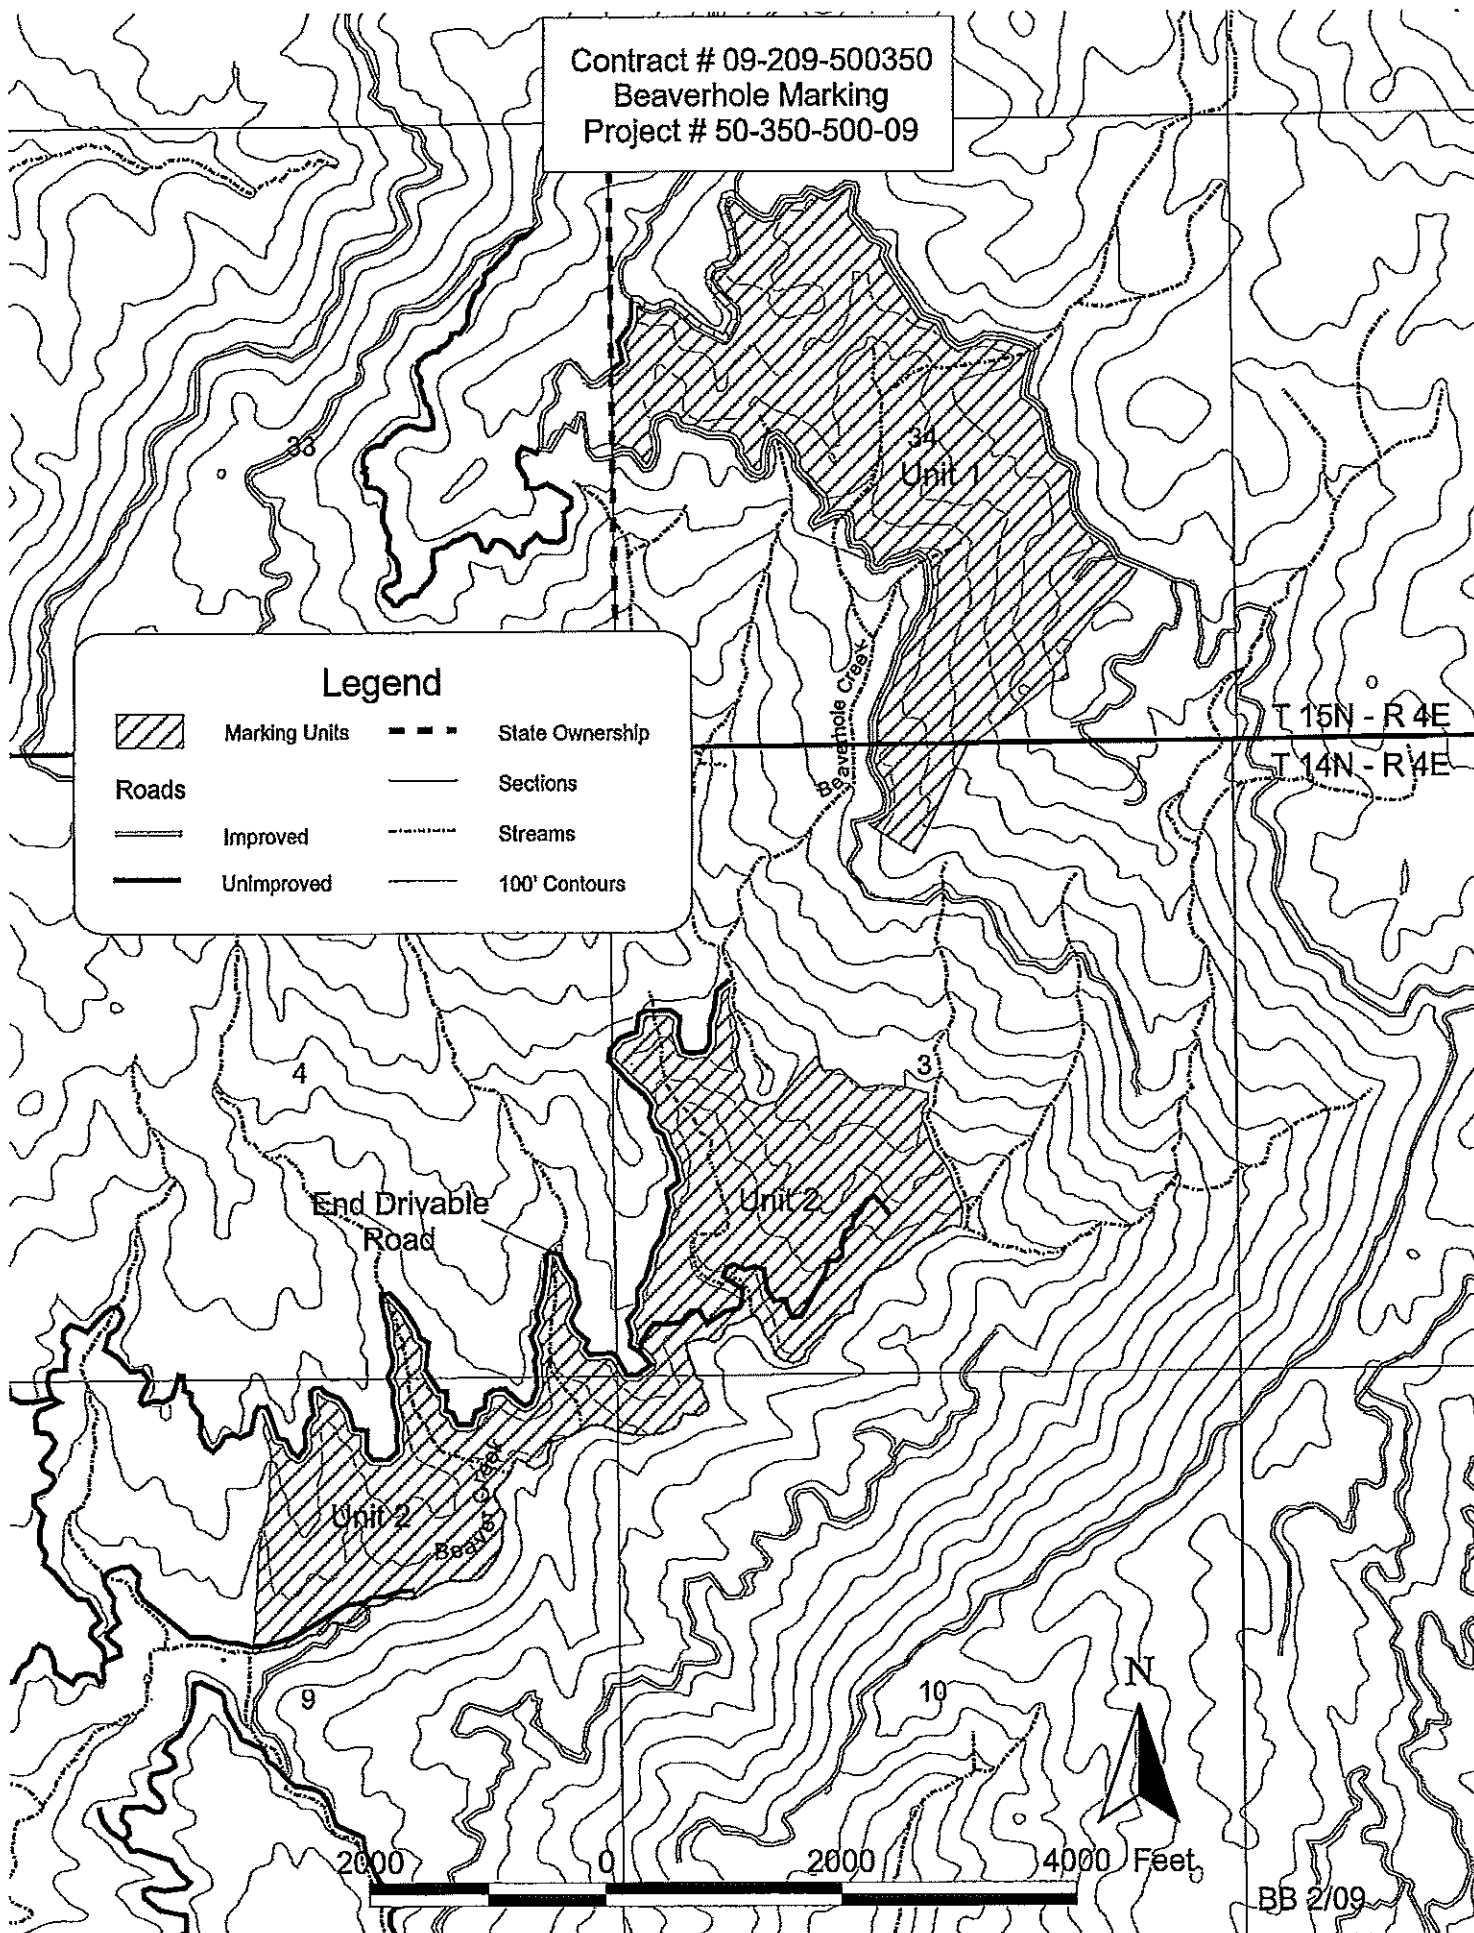 Contract # 09-209-500350
Beaverhole Marking
Project # 50-350-500-09
33
34
Unit 1
Legend
Marking Units
State Ownership
Roads
Sections
Improved
Streams
Unimproved
100' Contours
Beaverhole Creek
T 15N - R 4E
T 14N - R 4E
4
3
End Drivable
Road
Unit 2
Unit 2
Beaver Creek
9
10
N
2000 0 2000 4000 Feet
BB 2/09